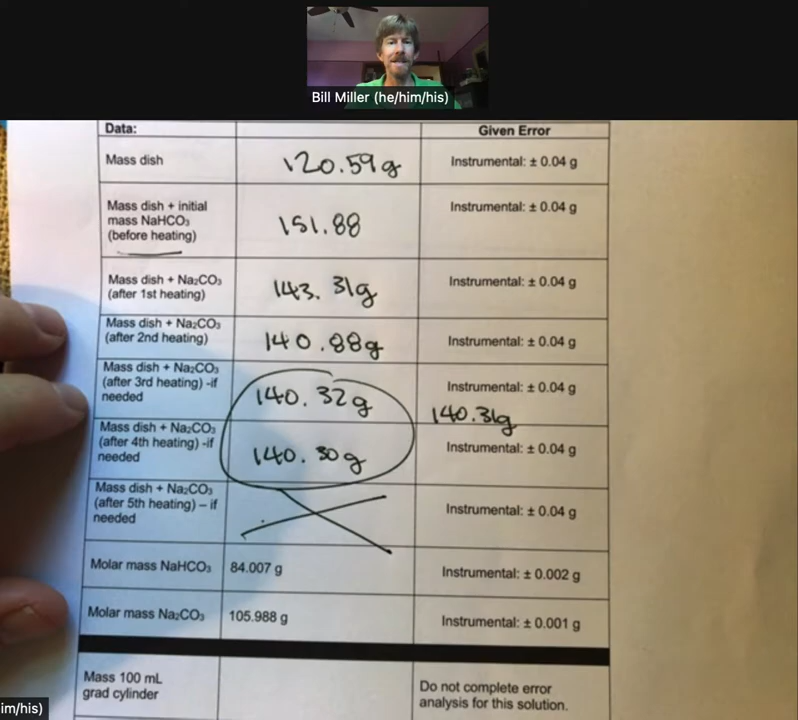 Bill Miller (he/him/his)
Data:
Given Error
Mass dish
120.59g
Instrumental: ± 0.04 g
Mass dish + initial
mass NaHCO₃
(before heating)
151.88
Instrumental: ± 0.04 g
Mass dish + Na₂CO₃
(after 1st heating)
143.31g
Instrumental: ± 0.04 g
Mass dish + Na₂CO₃
(after 2nd heating)
140.88g
Instrumental: ± 0.04 g
Mass dish + Na₂CO₃
(after 3rd heating) -if
needed
140.32g
Instrumental: ± 0.04 g
140.31g
Mass dish + Na₂CO₃
(after 4th heating) -if
needed
140.30g
Instrumental: ± 0.04 g
Mass dish + Na₂CO₃
(after 5th heating) – if
needed
Instrumental: ± 0.04 g
Molar mass NaHCO₃
84.007 g
Instrumental: ± 0.002 g
Molar mass Na₂CO₃
105.988 g
Instrumental: ± 0.001 g
Mass 100 mL
grad cylinder
Do not complete error
analysis for this solution.
im/his)